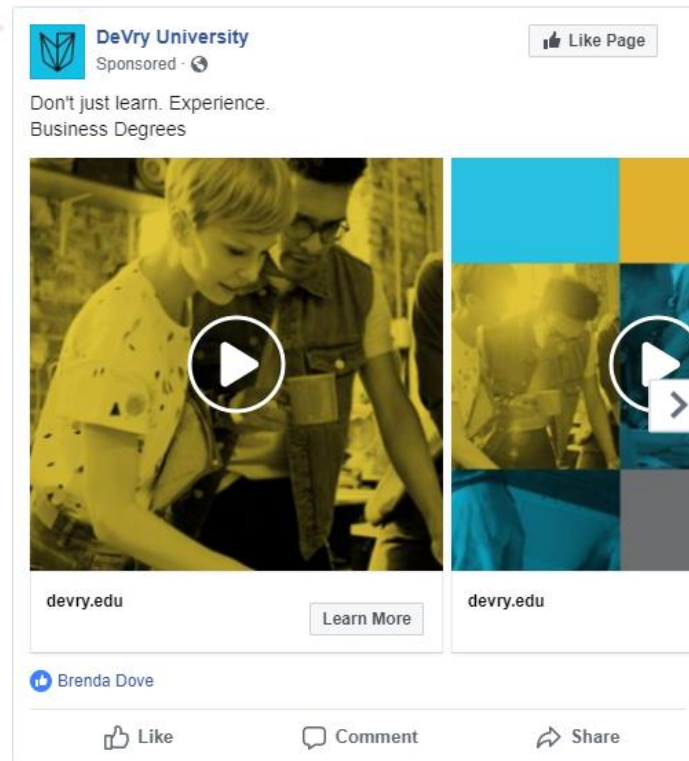 DeVry University
Like Page
Sponsored ·
Don't just learn. Experience.
Business Degrees
devry.edu
Learn More
devry.edu
Brenda Dove
Like
Comment
Share